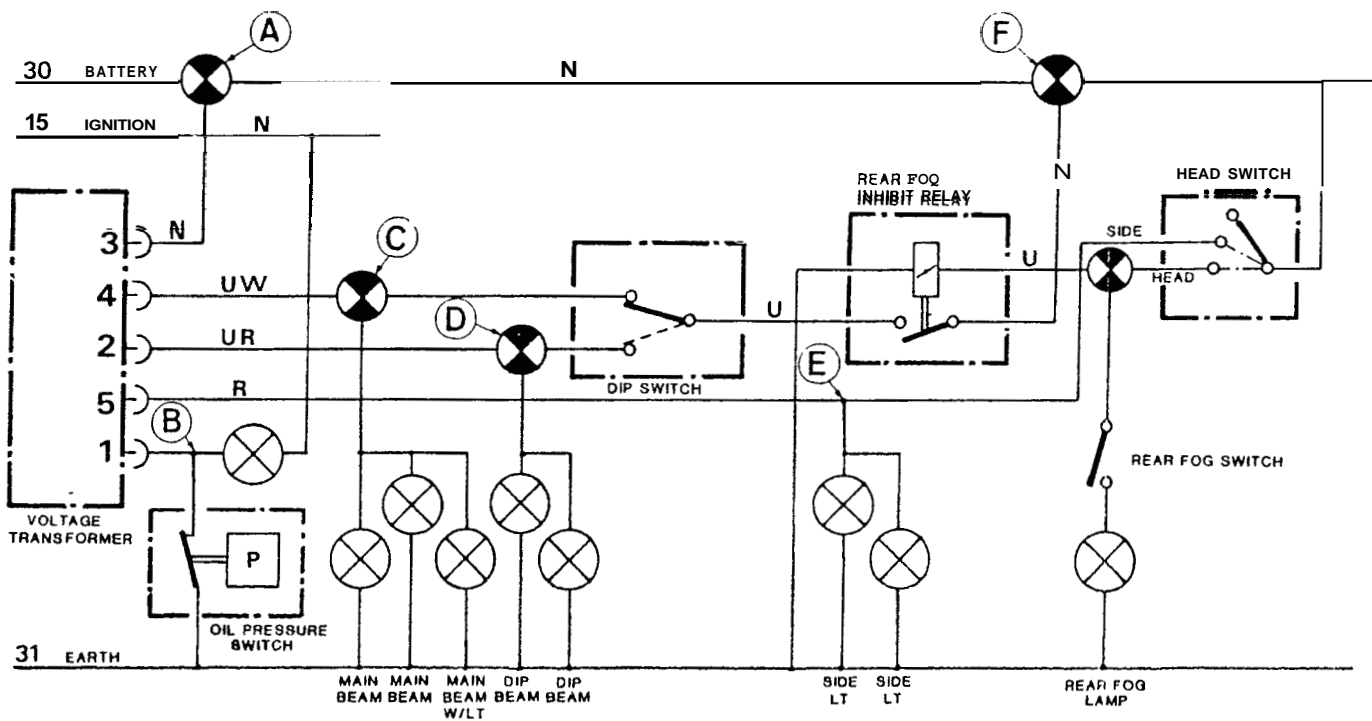 A
F
30 BATTERY
N
15 IGNITION N
REAR FOQ
INHIBIT RELAY
HEAD SWITCH
N
3 N
C
SIDE
U
HEAD
4 UW
D
U
2 UR
E
DIP SWITCH
5 R
B
1
REAR FOG SWITCH
VOLTAGE
TRANSFORMER
P
OIL PRESSURE
SWITCH
31 EARTH
MAIN
BEAM
MAIN
BEAM
MAIN
BEAM
W/LT
DIP
BEAM
DIP
BEAM
SIDE
LT
SIDE
LT
REAR FOG
LAMP